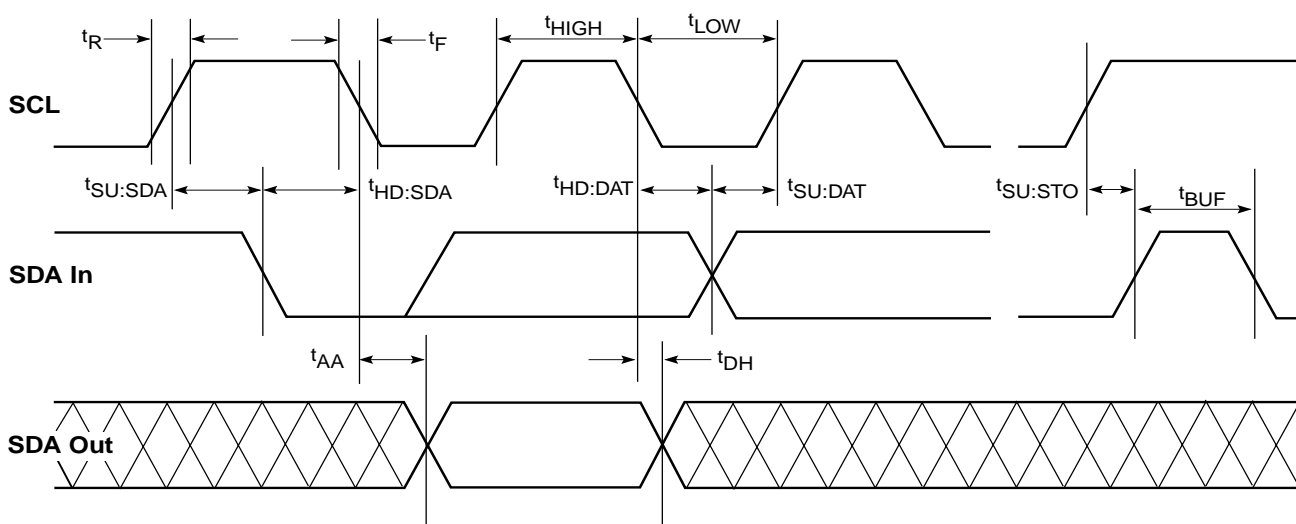 tR
tF
tHIGH
tLOW
SCL
tSU:SDA
tHD:SDA
tHD:DAT
tSU:DAT
tSU:STO
tBUF
SDA In
tAA
tDH
SDA Out